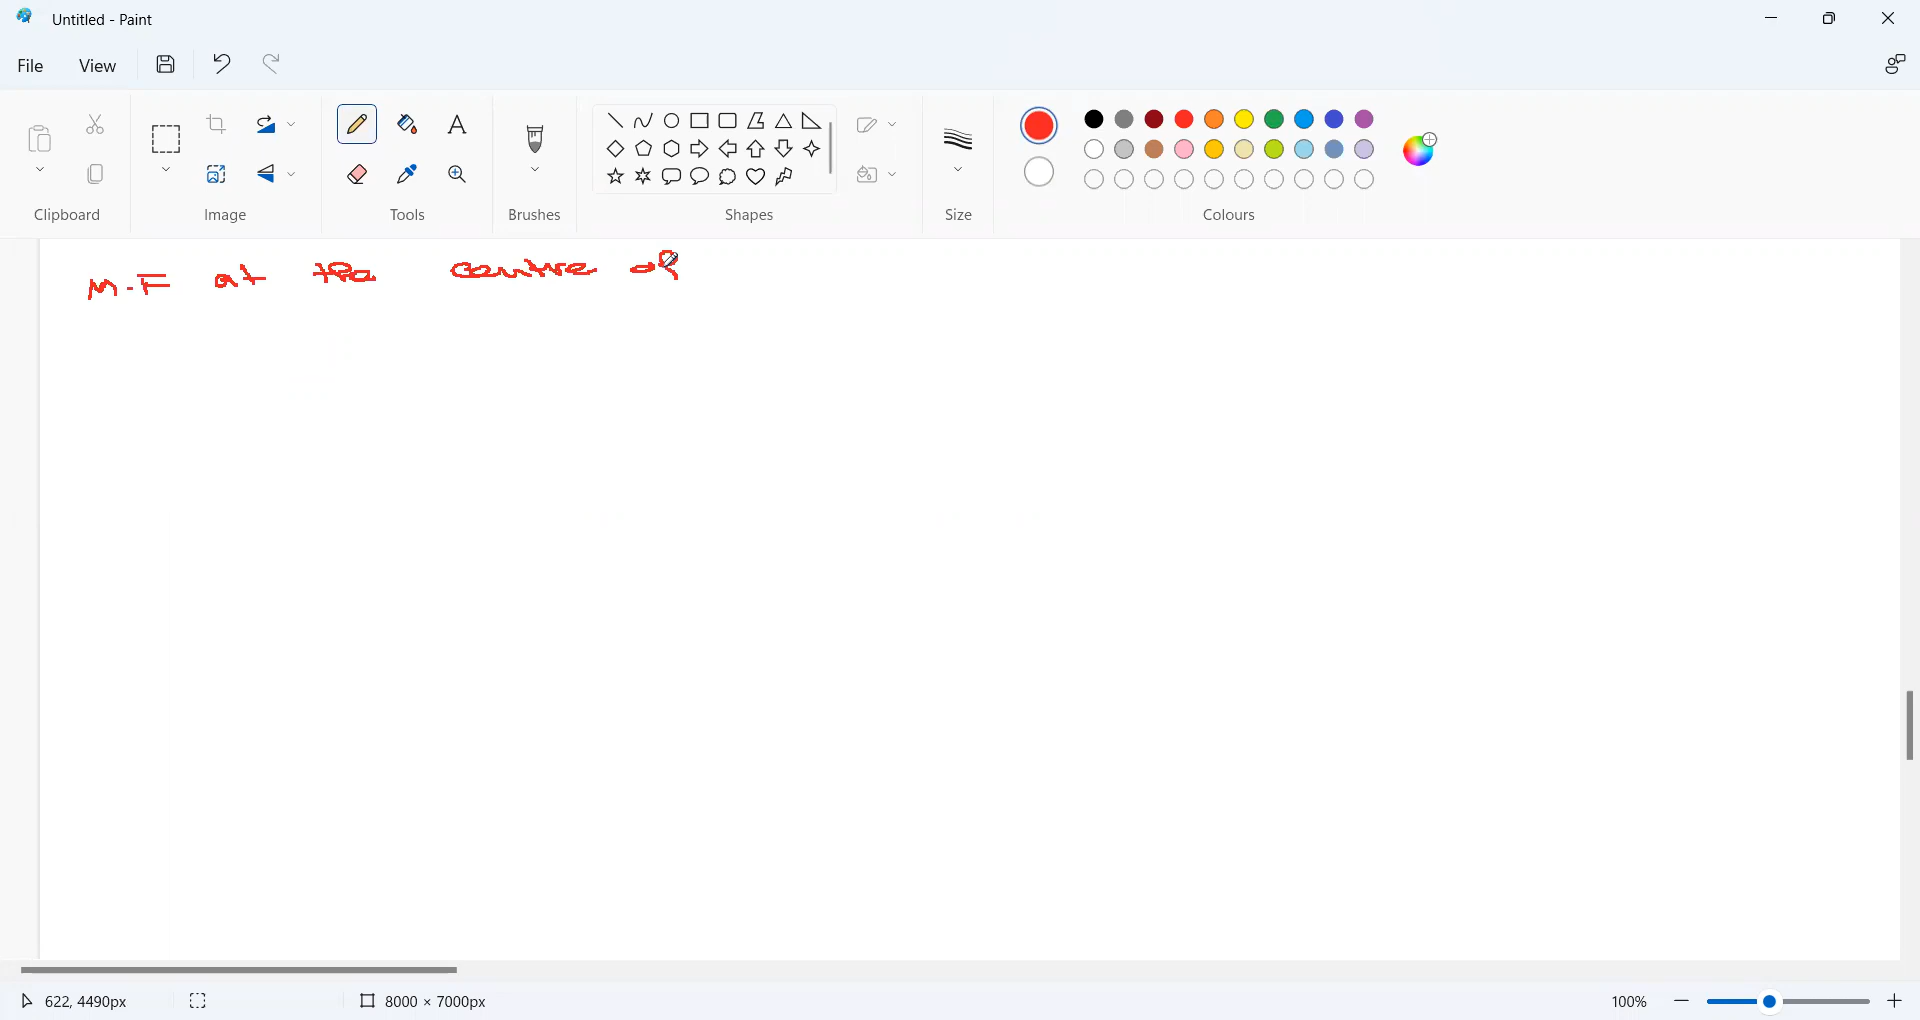 Untitled - Paint
File View
Clipboard Image Tools Brushes Shapes Size Colours
M.F at the centre of
622, 4490px 8000 × 7000px 100%